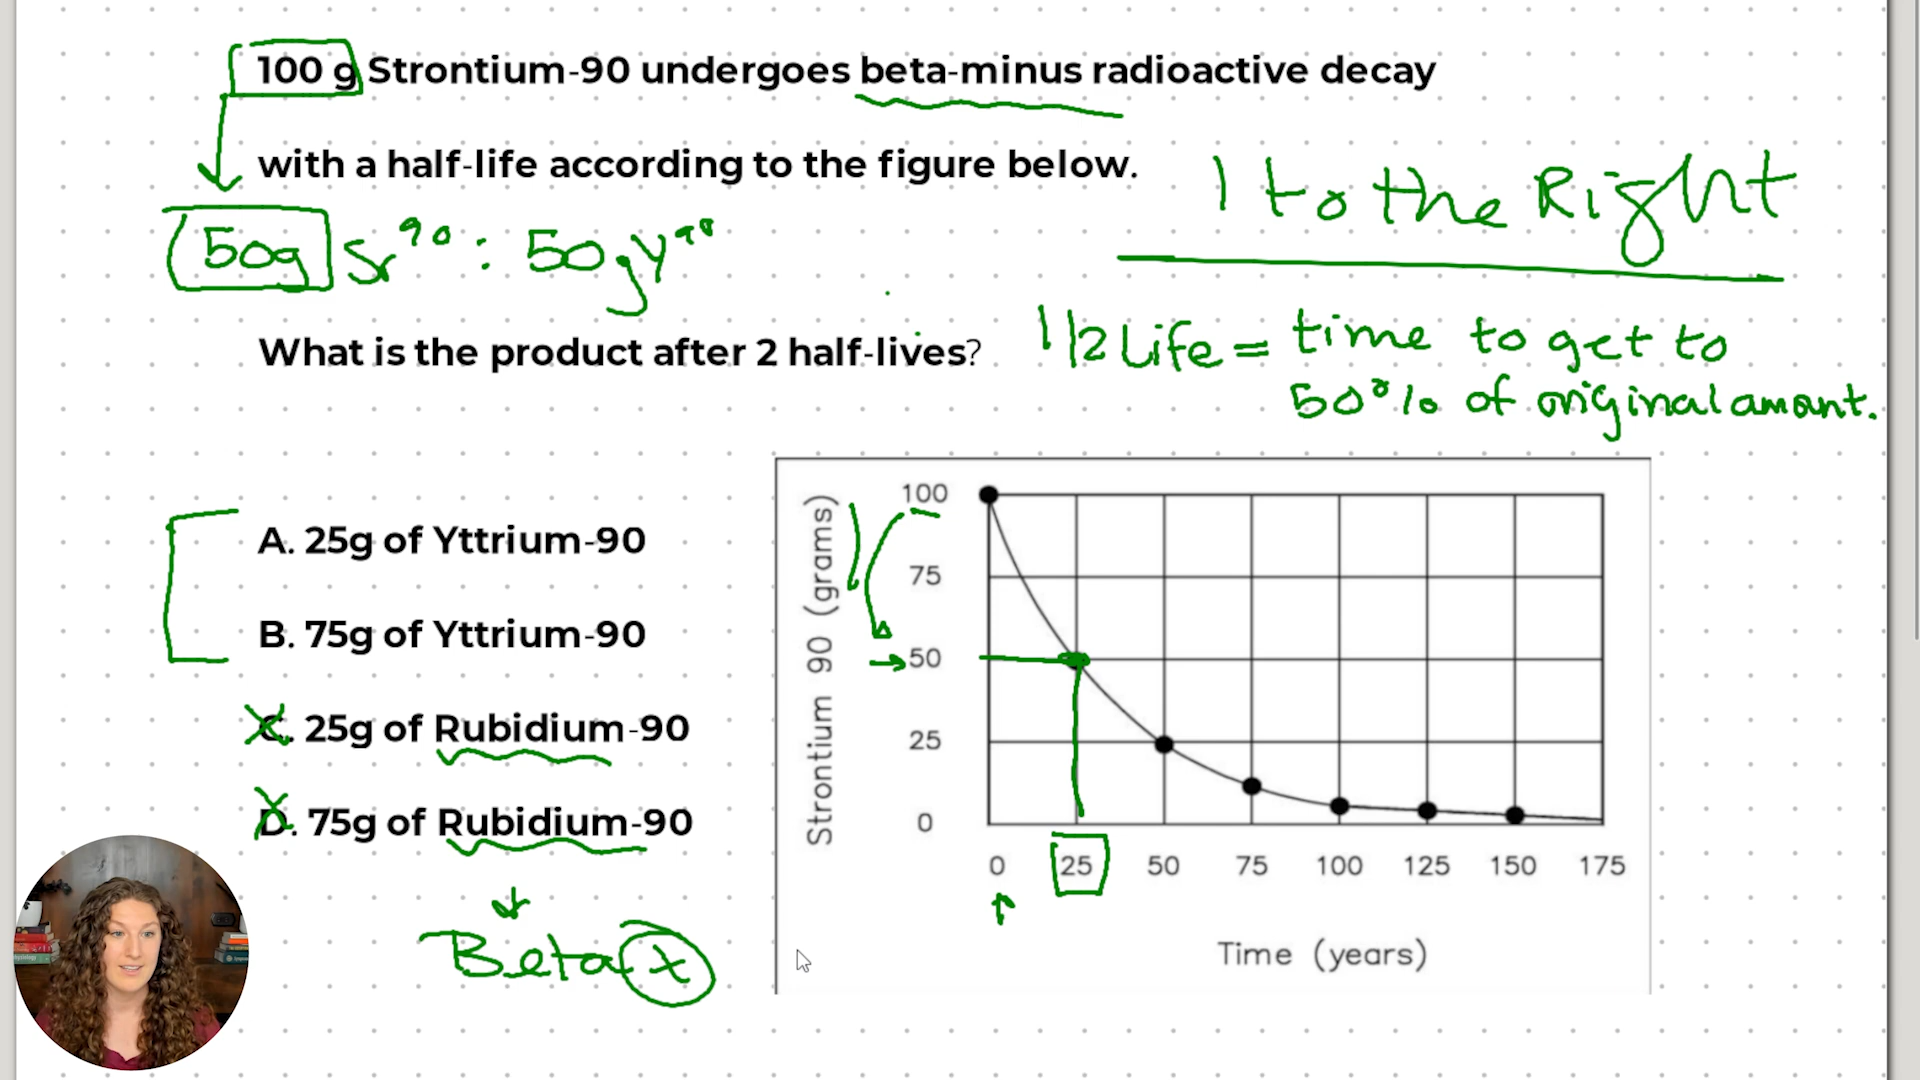 100 g Strontium-90 undergoes beta-minus radioactive decay
with a half-life according to the figure below.
1 to the Right
50g Sr⁹⁰ : 50g Y⁹⁰
What is the product after 2 half-lives?
1/2 Life = time to get to
50% of original amount.
A. 25g of Yttrium-90
B. 75g of Yttrium-90
C. 25g of Rubidium-90
D. 75g of Rubidium-90
Beta +
Strontium 90 (grams)
100
75
50
25
0
0 25 50 75 100 125 150 175
Time (years)